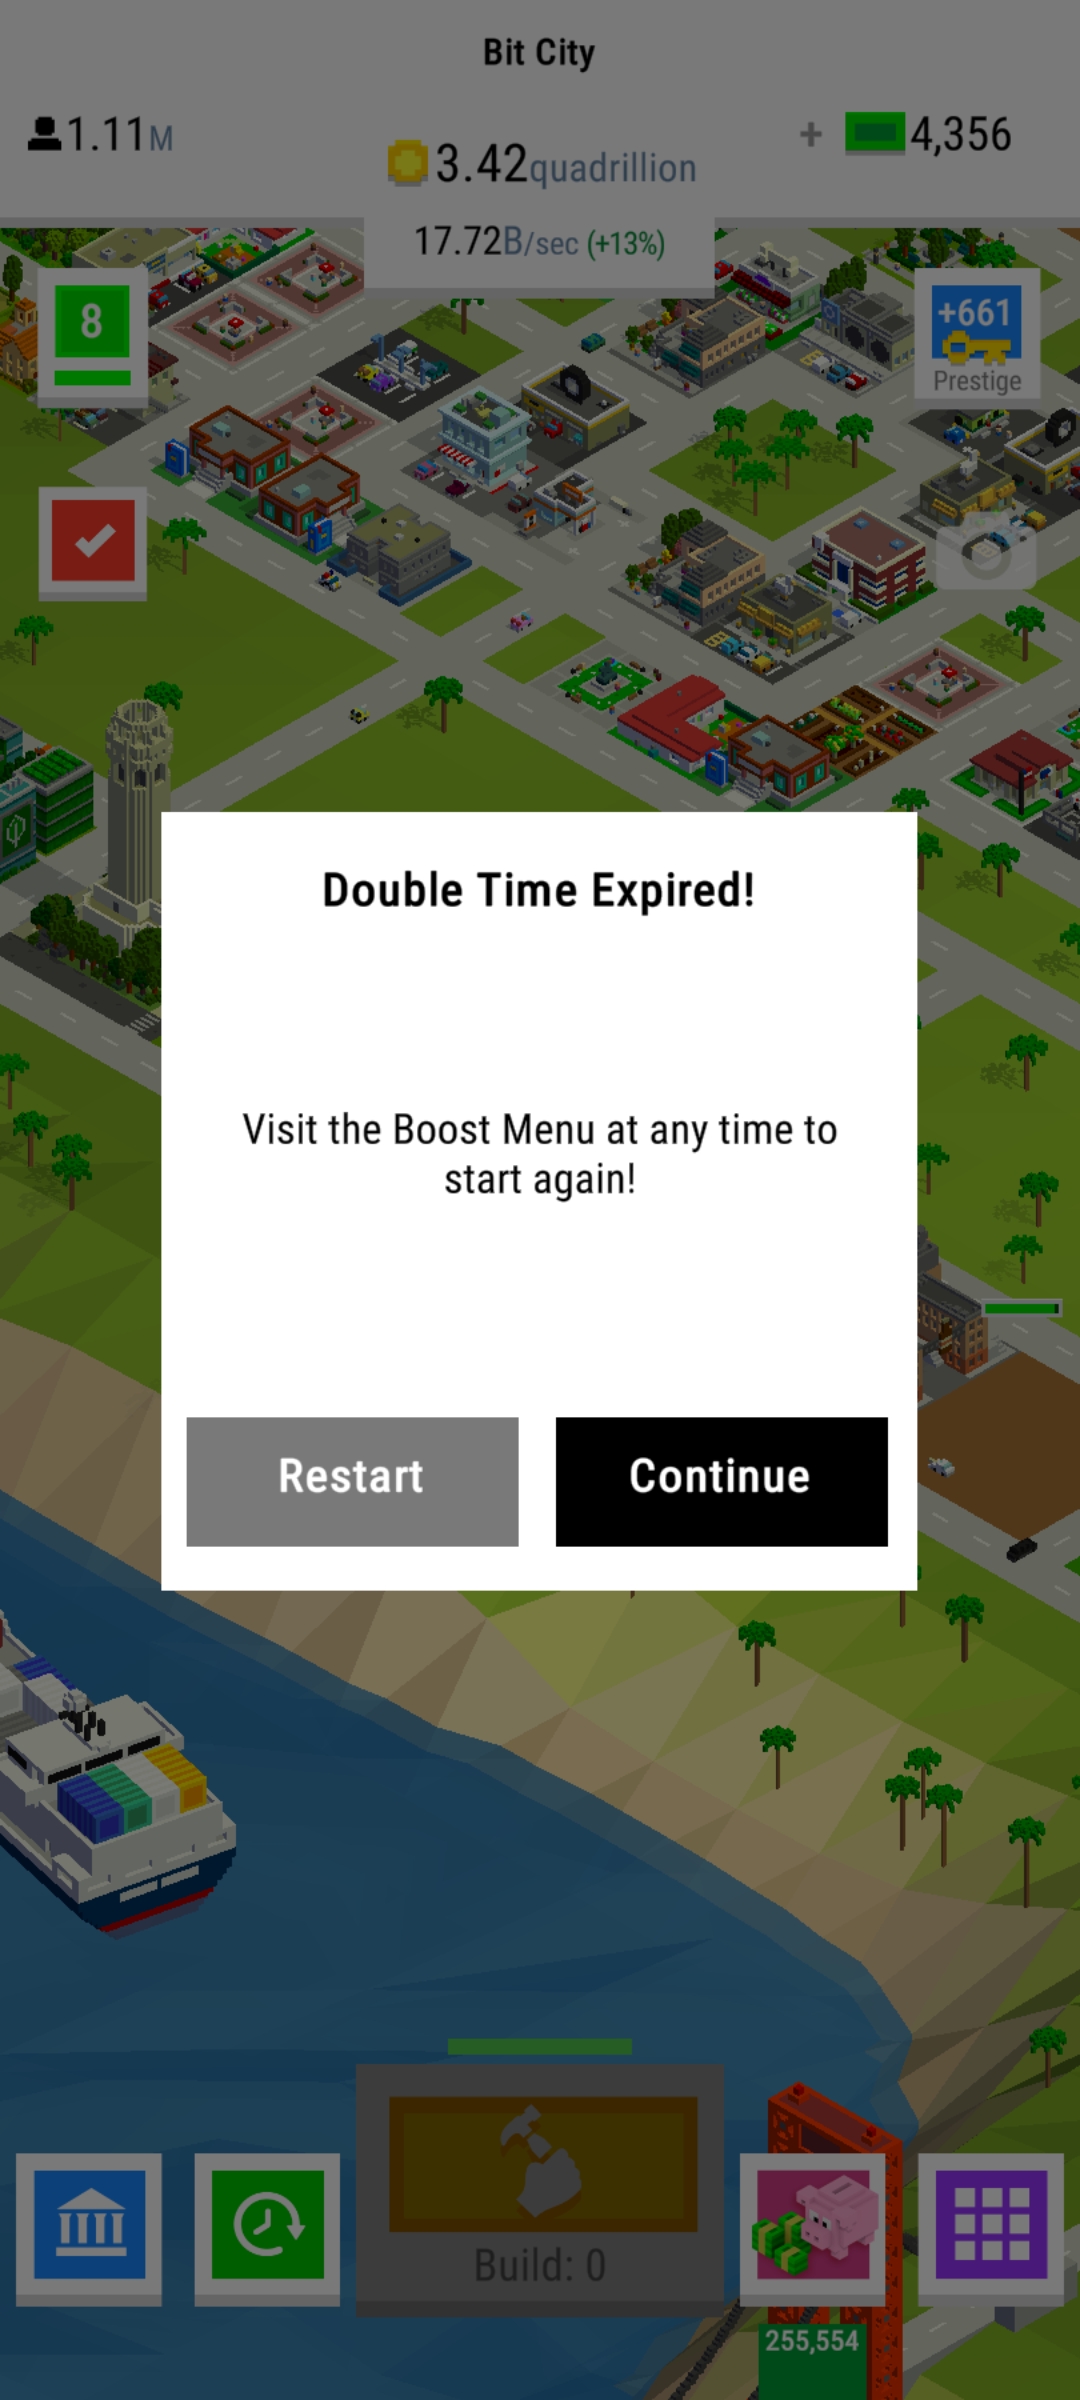 Bit City
1.11M
3.42quadrillion
+ 4,356
17.72B/sec (+13%)
8
+661
Prestige
Double Time Expired!
Visit the Boost Menu at any time to
start again!
Restart
Continue
Build: 0
255,554